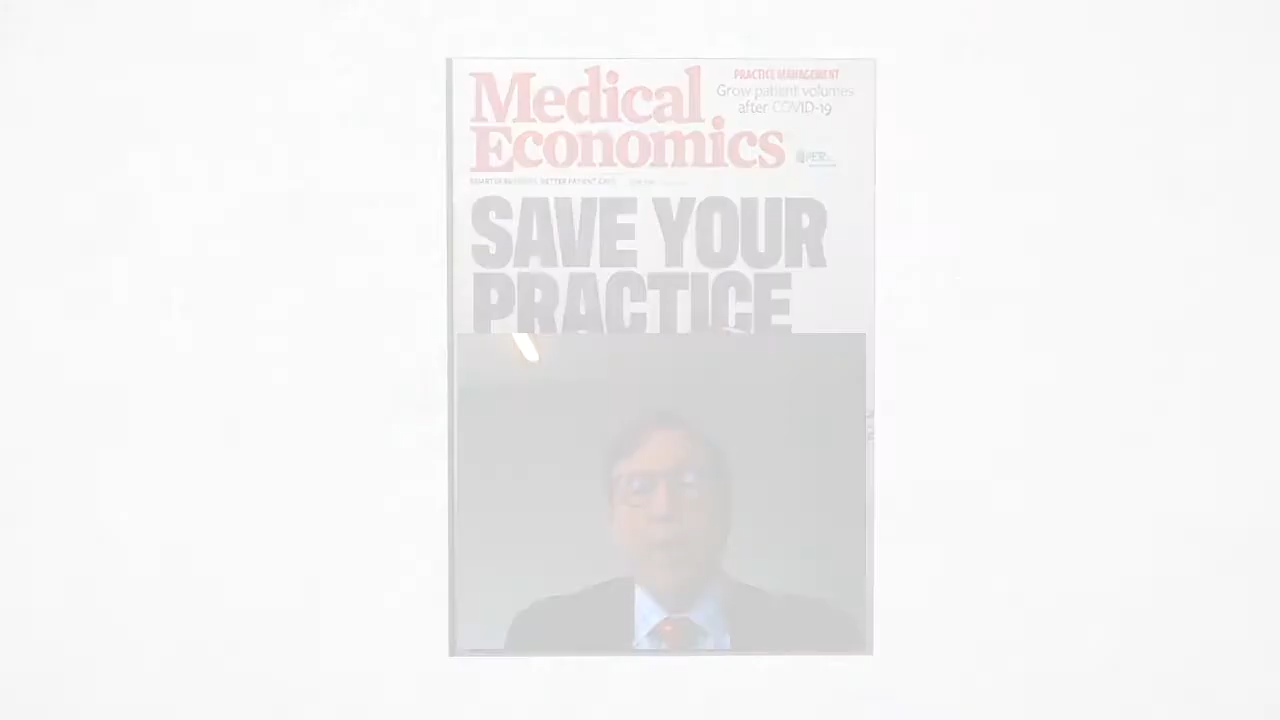 Medical
Economics
PRACTICE MANAGEMENT
Grow patient volumes
after COVID-19
SAVE YOUR
PRACTICE